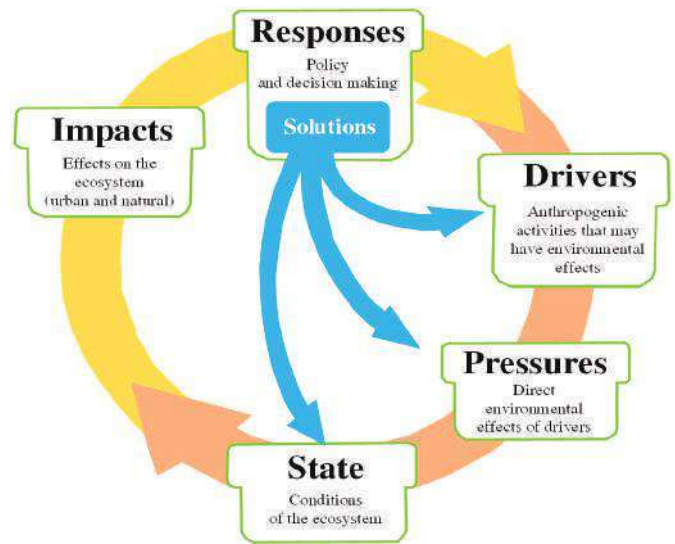 Responses
Policy
and decision making
Solutions
Impacts
Effects on the
ecosystem
(urban and natural)
Drivers
Anthropogenic
activities that may
have environmental
effects
Pressures
Direct
environmental
effects of drivers
State
Conditions
of the ecosystem